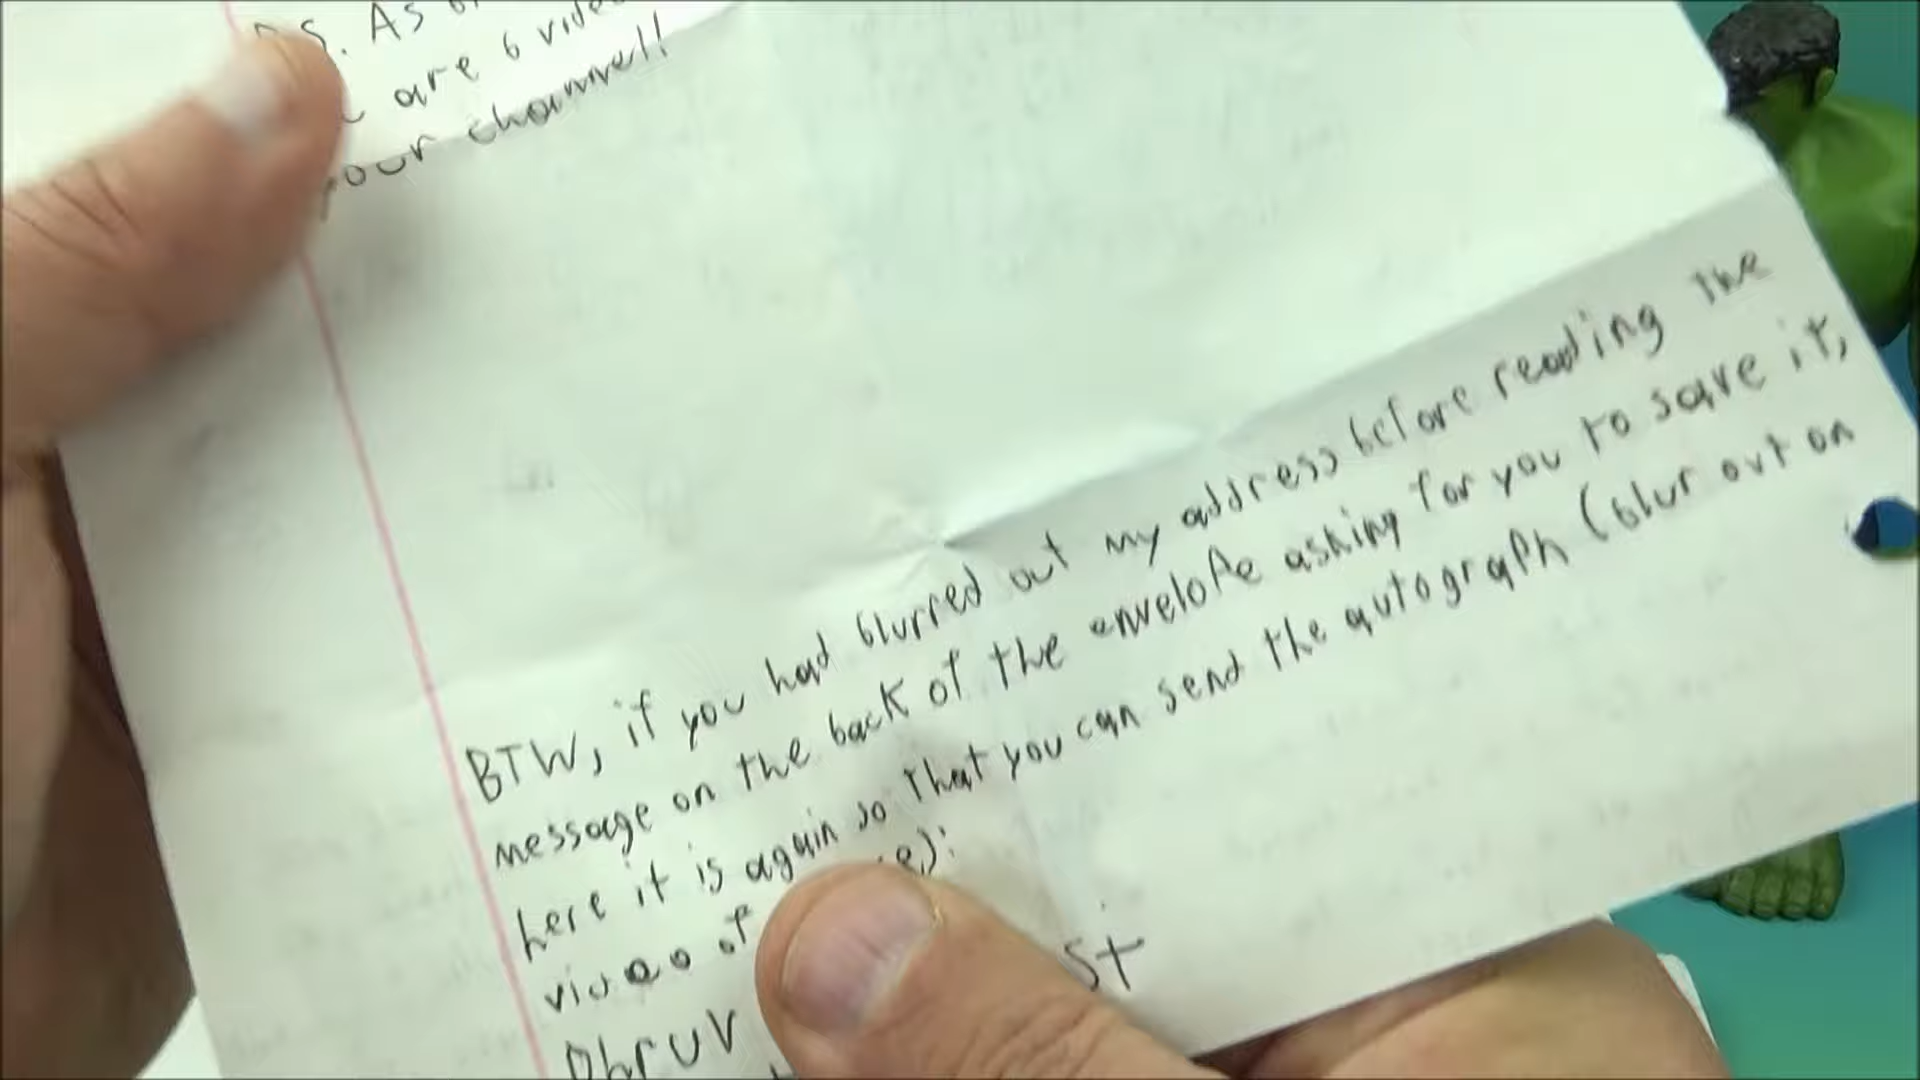 P.S. As
are 6
your channel!
BTW, if you had blurred out my address before reading the
message on the back of the envelope asking for you to save it,
here it is again so that you can send the autograph (blur out on
video of
Dhruv St